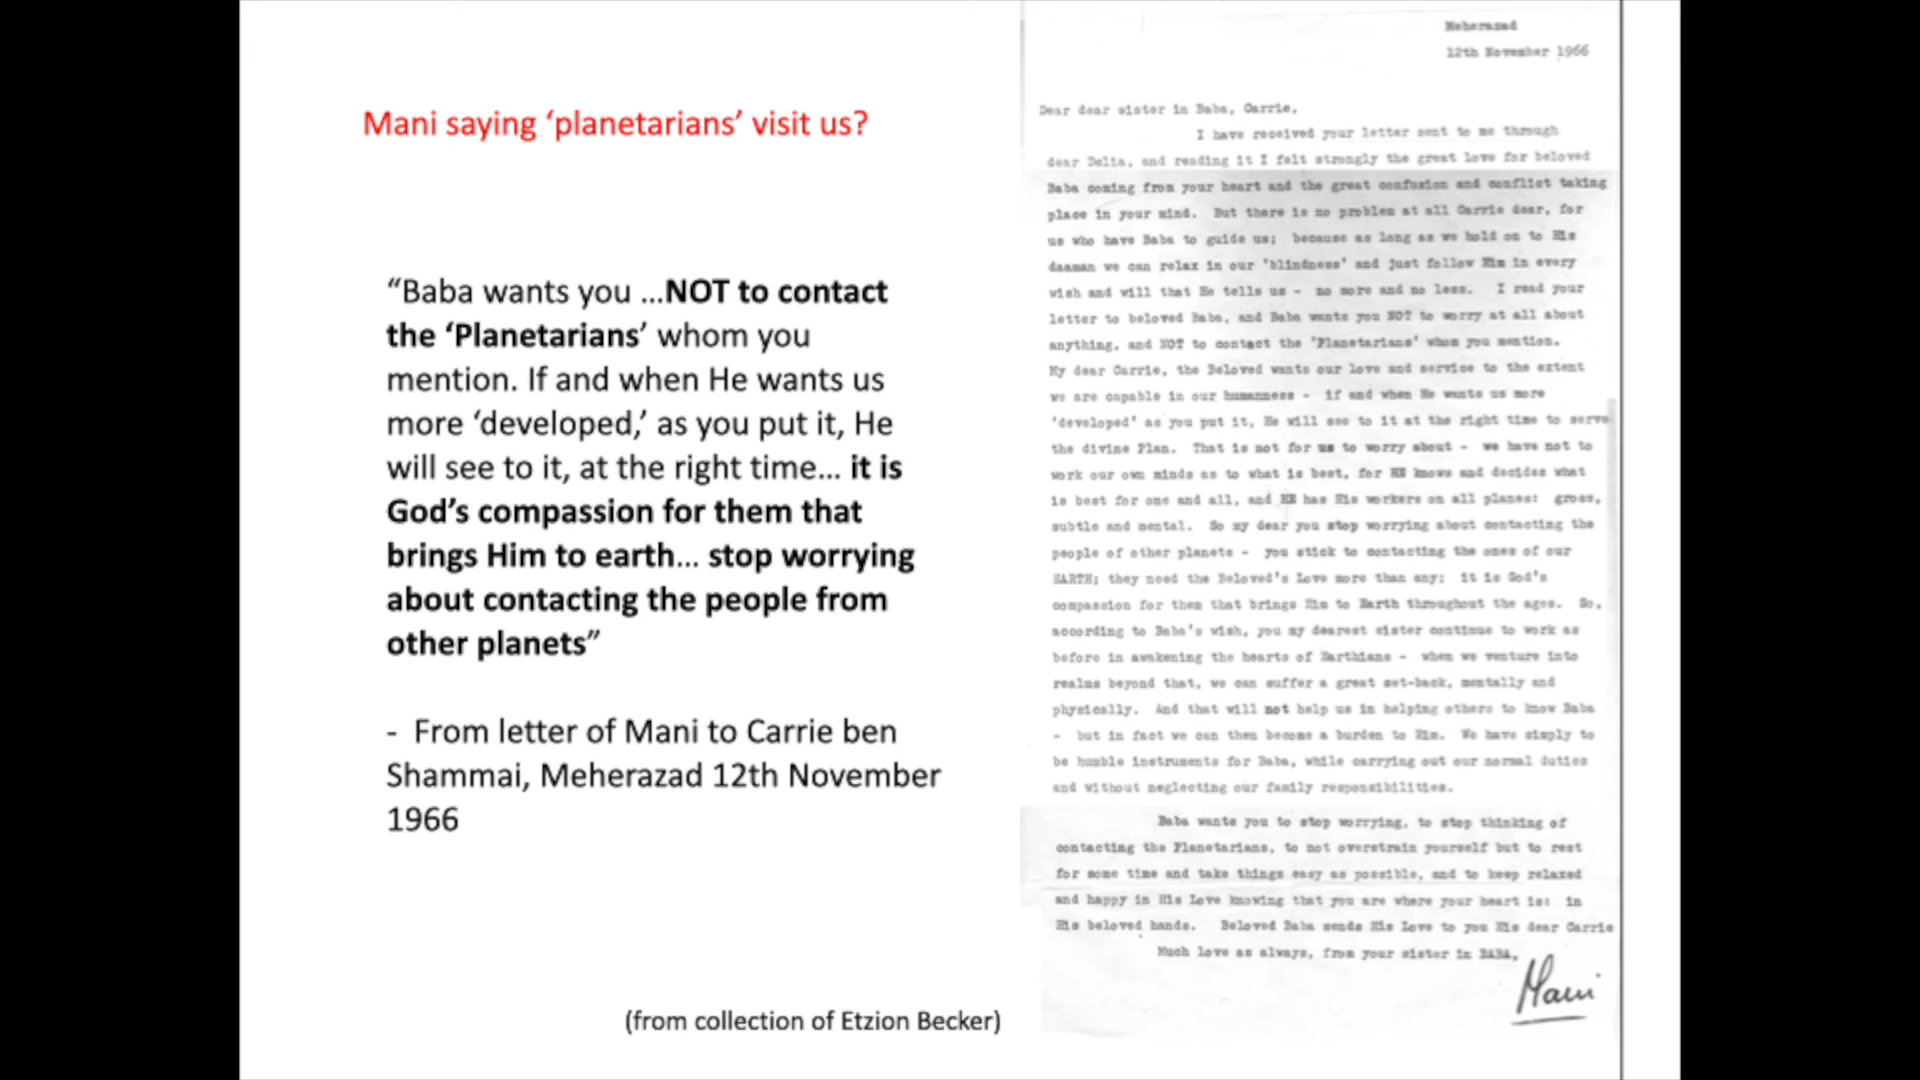 Mani saying ‘planetarians’ visit us?
“Baba wants you ...NOT to contact
the ‘Planetarians’ whom you
mention. If and when He wants us
more ‘developed,’ as you put it, He
will see to it, at the right time... it is
God’s compassion for them that
brings Him to earth... stop worrying
about contacting the people from
other planets”
- From letter of Mani to Carrie ben
Shammai, Meherazad 12th November
1966
(from collection of Etzion Becker)
Meherazad
12th November 1966
Dear dear sister in Baba, Carrie,
I have received your letter sent to me through
dear Delia, and reading it I felt strongly the great love for beloved
Baba coming from your heart and the great confusion and conflict taking
place in your mind. But there is no problem at all Carrie dear, for
us who have Baba to guide us; because as long as we hold on to His
daaman we can relax in our 'blindness' and just follow Him in every
wish and will that He tells us - no more and no less. I read your
letter to beloved Baba, and Baba wants you NOT to worry at all about
anything, and NOT to contact the 'Planetarians' whom you mention.
My dear Carrie, the Beloved wants our love and service to the extent
we are capable in our humanness - if and when He wants us more
'developed' as you put it, He will see to it at the right time to serve
the divine Plan. That is not for us to worry about - we have not to
work our own minds as to what is best, for HE knows and decides what
is best for one and all, and HE has His workers on all planes: gross,
subtle and mental. So my dear you stop worrying about contacting the
people of other planets - you stick to contacting the ones of our
EARTH; they need the Beloved's Love more than any; it is God's
compassion for them that brings Him to Earth throughout the ages. So,
according to Baba's wish, you my dearest sister continue to work as
before in awakening the hearts of Earthians - when we venture into
realms beyond that, we can suffer a great set-back, mentally and
physically. And that will not help us in helping others to know Baba
- but in fact we can then become a burden to Him. We have simply to
be humble instruments for Baba, while carrying out our normal duties
and without neglecting our family responsibilities.
Baba wants you to stop worrying, to stop thinking of
contacting the Planetarians, to not overstrain yourself but to rest
for some time and take things easy as possible, and to keep relaxed
and happy in His Love knowing that you are where your heart is: in
His beloved hands. Beloved Baba sends His Love to you His dear Carrie
Much love as always, from your sister in BABA,
Mani